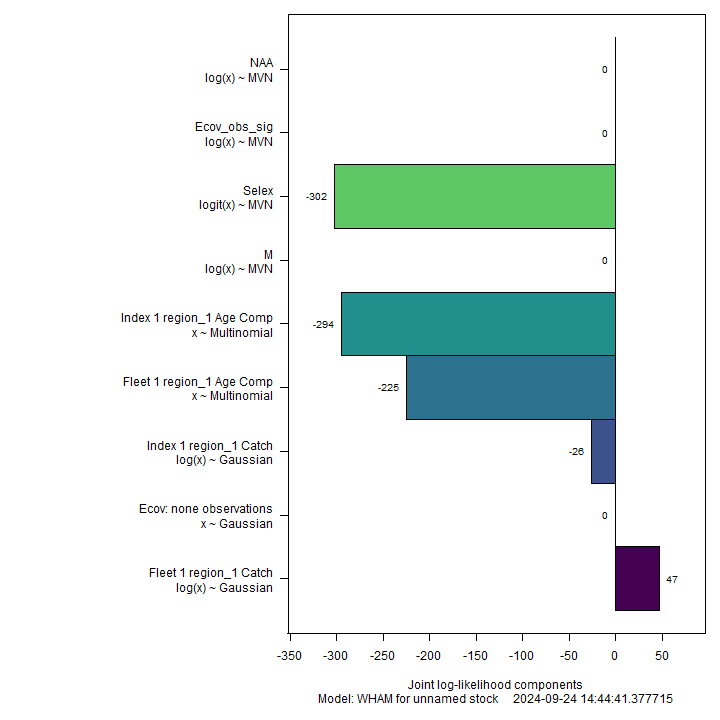 NAA
log(x) ~ MVN
0
Ecov_obs_sig
log(x) ~ MVN
0
Selex
logit(x) ~ MVN
-302
M
log(x) ~ MVN
0
Index 1 region_1 Age Comp
x ~ Multinomial
-294
Fleet 1 region_1 Age Comp
x ~ Multinomial
-225
Index 1 region_1 Catch
log(x) ~ Gaussian
-26
Ecov: none observations
x ~ Gaussian
0
Fleet 1 region_1 Catch
log(x) ~ Gaussian
47
-350 -300 -250 -200 -150 -100 -50 0 50
Joint log-likelihood components
Model: WHAM for unnamed stock 2024-09-24 14:44:41.377715